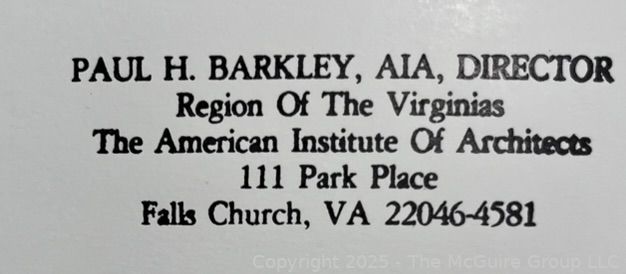 PAUL H. BARKLEY, AIA, DIRECTOR
Region Of The Virginias
The American Institute Of Architects
111 Park Place
Falls Church, VA 22046-4581
Copyright 2025 - The McGuire Group LLC